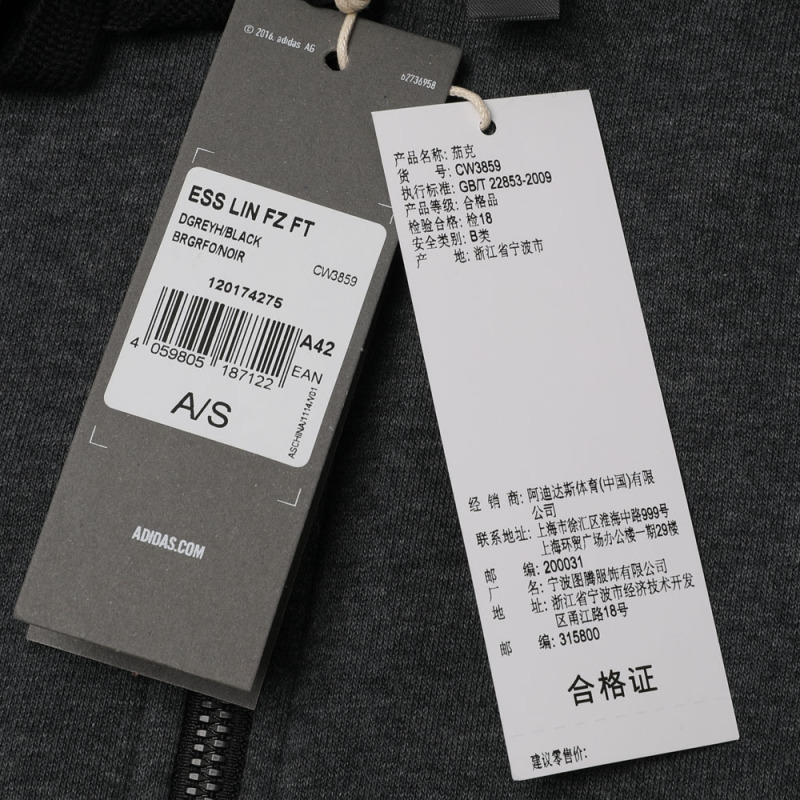 © 2016. adidas AG
62736958
ESS LIN FZ FT
DGREYH/BLACK
BRGRFO/NOIR
CW3859
120174275
A42
4 059805 187122
EAN
A/S
ASCHINA/1114/V01
ADIDAS.COM
产品名称: 茄克
货 号: CW3859
执行标准: GB/T 22853-2009
产品等级: 合格品
检验合格: 检18
安全类别: B类
产 地: 浙江省宁波市
经 销 商: 阿迪达斯体育(中国)有限
公司
联系地址: 上海市徐汇区淮海中路999号
上海环贸广场办公楼一期29楼
邮 编: 200031
厂 名: 宁波图腾服饰有限公司
地 址: 浙江省宁波市经济技术开发
区甬江路18号
邮 编: 315800
合格证
建议零售价: